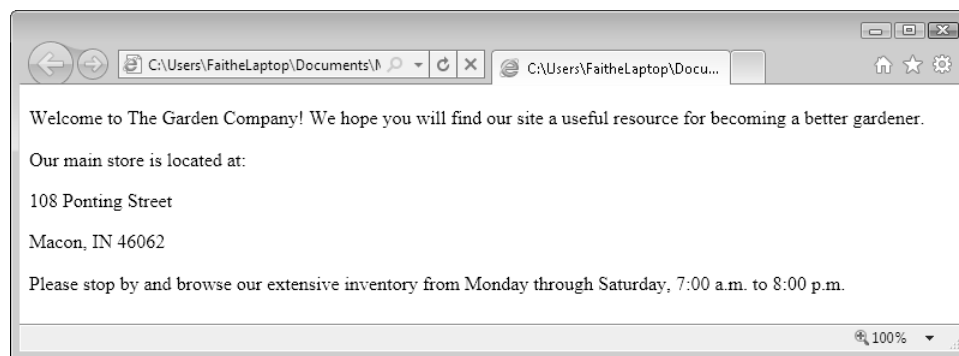 C:\Users\FaitheLaptop\Documents\
C:\Users\FaitheLaptop\Docu...
Welcome to The Garden Company! We hope you will find our site a useful resource for becoming a better gardener.
Our main store is located at:
108 Ponting Street
Macon, IN 46062
Please stop by and browse our extensive inventory from Monday through Saturday, 7:00 a.m. to 8:00 p.m.
100%